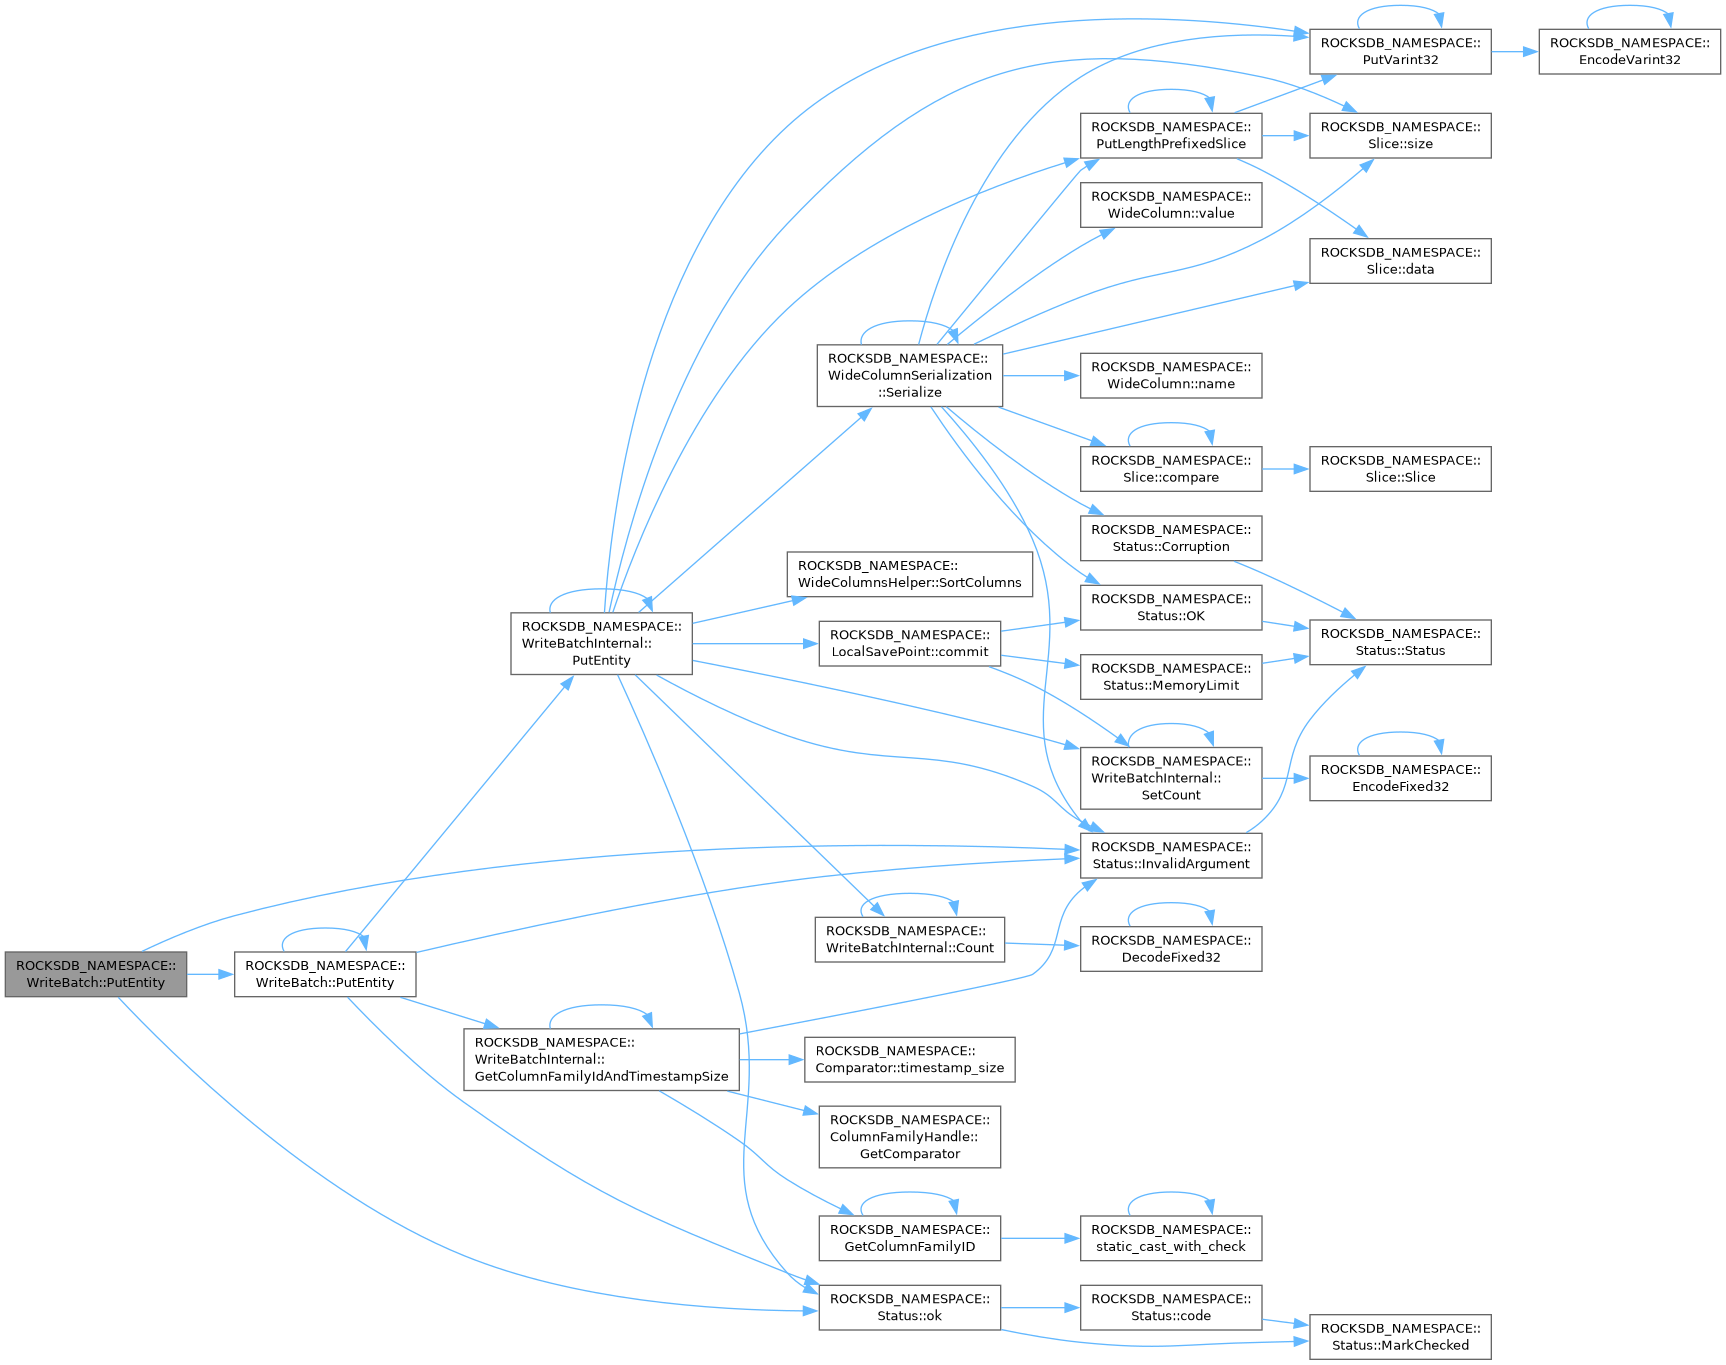 ROCKSDB_NAMESPACE::
PutVarint32
ROCKSDB_NAMESPACE::
EncodeVarint32
ROCKSDB_NAMESPACE::
PutLengthPrefixedSlice
ROCKSDB_NAMESPACE::
Slice::size
ROCKSDB_NAMESPACE::
WideColumn::value
ROCKSDB_NAMESPACE::
Slice::data
ROCKSDB_NAMESPACE::
WideColumnSerialization
::Serialize
ROCKSDB_NAMESPACE::
WideColumn::name
ROCKSDB_NAMESPACE::
Slice::compare
ROCKSDB_NAMESPACE::
Slice::Slice
ROCKSDB_NAMESPACE::
Status::Corruption
ROCKSDB_NAMESPACE::
WideColumnsHelper::SortColumns
ROCKSDB_NAMESPACE::
Status::OK
ROCKSDB_NAMESPACE::
WriteBatchInternal::
PutEntity
ROCKSDB_NAMESPACE::
LocalSavePoint::commit
ROCKSDB_NAMESPACE::
Status::Status
ROCKSDB_NAMESPACE::
Status::MemoryLimit
ROCKSDB_NAMESPACE::
WriteBatchInternal::
SetCount
ROCKSDB_NAMESPACE::
EncodeFixed32
ROCKSDB_NAMESPACE::
Status::InvalidArgument
ROCKSDB_NAMESPACE::
WriteBatchInternal::Count
ROCKSDB_NAMESPACE::
DecodeFixed32
ROCKSDB_NAMESPACE::
WriteBatch::PutEntity
ROCKSDB_NAMESPACE::
WriteBatch::PutEntity
ROCKSDB_NAMESPACE::
WriteBatchInternal::
GetColumnFamilyIdAndTimestampSize
ROCKSDB_NAMESPACE::
Comparator::timestamp_size
ROCKSDB_NAMESPACE::
ColumnFamilyHandle::
GetComparator
ROCKSDB_NAMESPACE::
GetColumnFamilyID
ROCKSDB_NAMESPACE::
static_cast_with_check
ROCKSDB_NAMESPACE::
Status::ok
ROCKSDB_NAMESPACE::
Status::code
ROCKSDB_NAMESPACE::
Status::MarkChecked